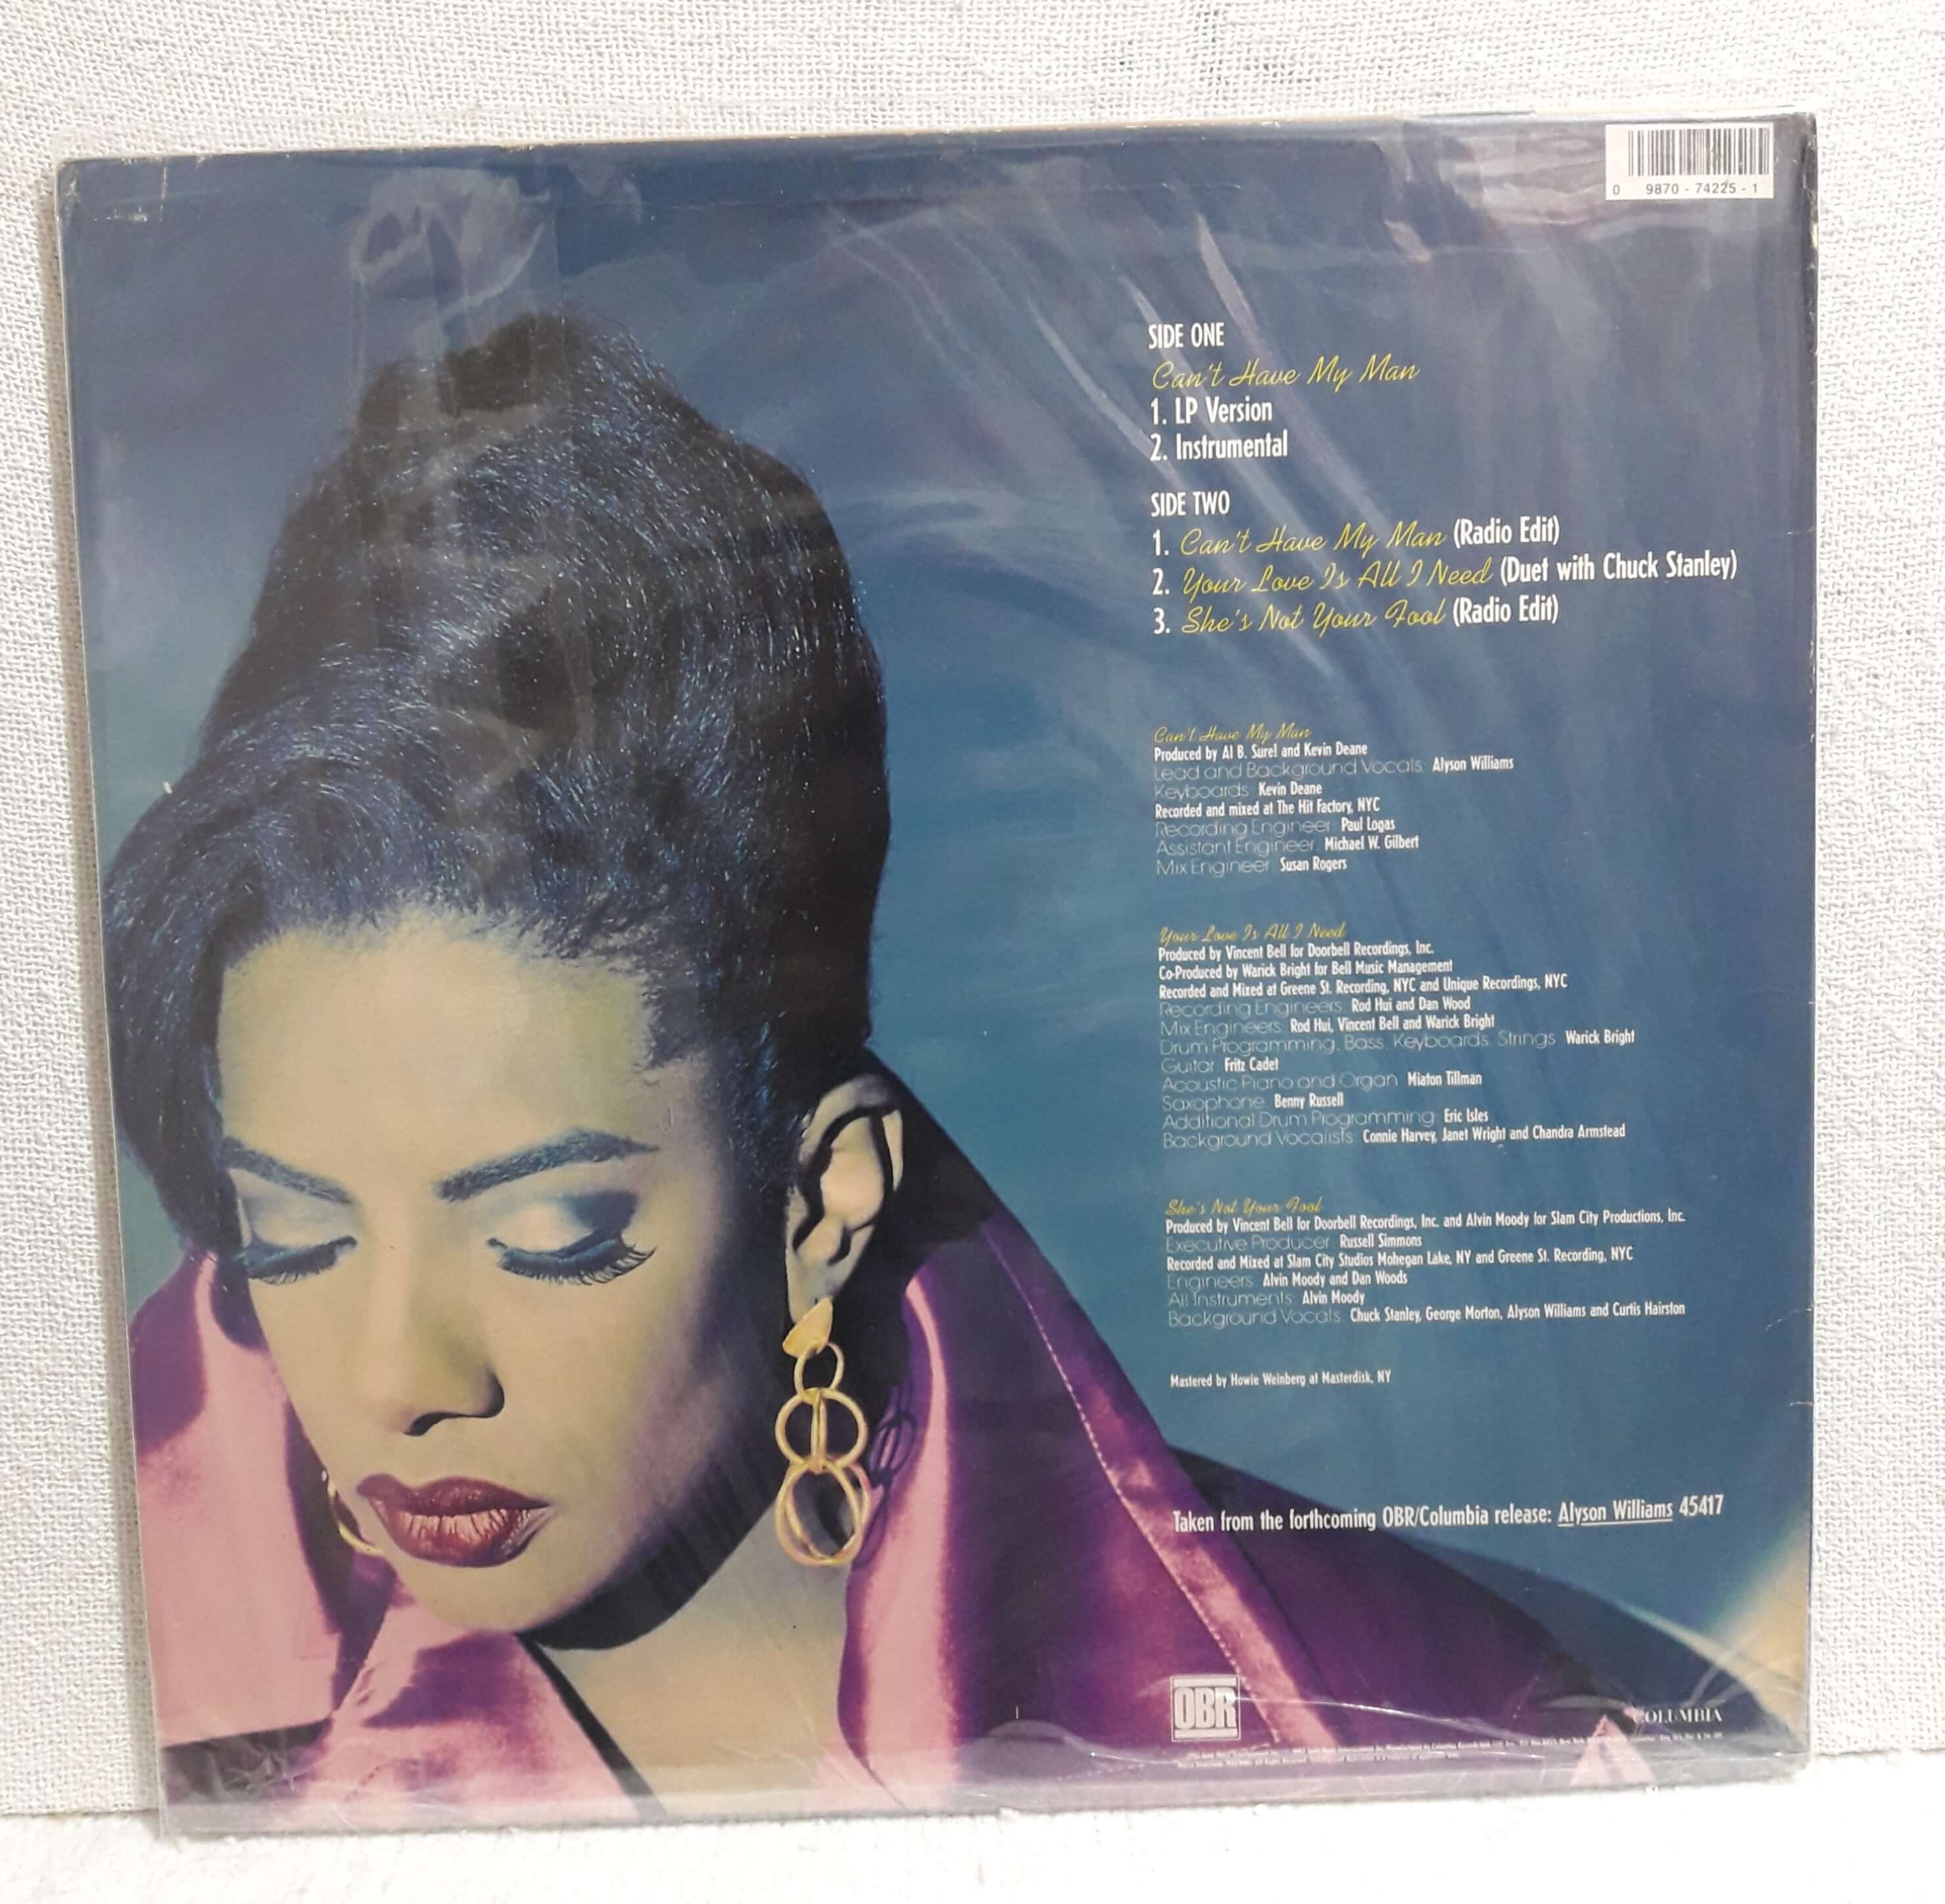 0 9870 - 74225 - 1
SIDE ONE
Can't Have My Man
1. LP Version
2. Instrumental
SIDE TWO
1. Can't Have My Man (Radio Edit)
2. Your Love Is All I Need (Duet with Chuck Stanley)
3. She's Not Your Fool (Radio Edit)
Can't Have My Man
Produced by Al B. Sure! and Kevin Deane
Lead and Background Vocals: Alyson Williams
Keyboards: Kevin Deane
Recorded and mixed at The Hit Factory, NYC
Recording Engineer: Paul Logas
Assistant Engineer: Michael W. Gilbert
Mix Engineer: Susan Rogers
Your Love Is All I Need
Produced by Vincent Bell for Doorbell Recordings, Inc.
Co-Produced by Warick Bright for Bell Music Management
Recorded and Mixed at Greene St. Recording, NYC and Unique Recordings, NYC
Recording Engineers: Rod Hui and Dan Wood
Mix Engineers: Rod Hui, Vincent Bell and Warick Bright
Drum Programming, Bass, Keyboards, Strings: Warick Bright
Guitar: Fritz Cadet
Acoustic Piano and Organ: Miaton Tillman
Saxophone: Benny Russell
Additional Drum Programming: Eric Isles
Background Vocalists: Connie Harvey, Janet Wright and Chandra Armstead
She's Not Your Fool
Produced by Vincent Bell for Doorbell Recordings, Inc. and Alvin Moody for Slam City Productions, Inc.
Executive Producer: Russell Simmons
Recorded and Mixed at Slam City Studios Mohegan Lake, NY and Greene St. Recording, NYC
Engineers: Alvin Moody and Dan Woods
All Instruments: Alvin Moody
Background Vocals: Chuck Stanley, George Morton, Alyson Williams and Curtis Hairston
Mastered by Howie Weinberg at Masterdisk, NY
Taken from the forthcoming OBR/Columbia release: Alyson Williams 45417
OBR
COLUMBIA